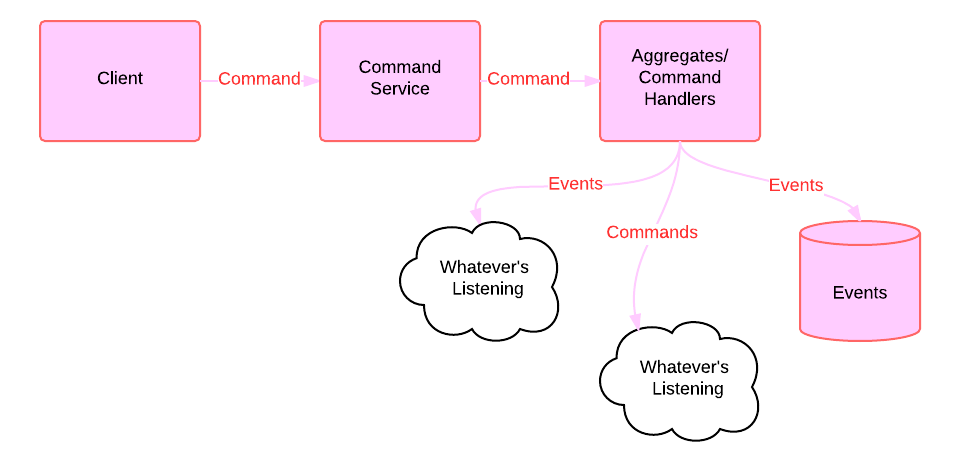 Client
Command
Command
Service
Command
Aggregates/
Command
Handlers
Events
Events
Commands
Whatever's
Listening
Events
Whatever's
Listening